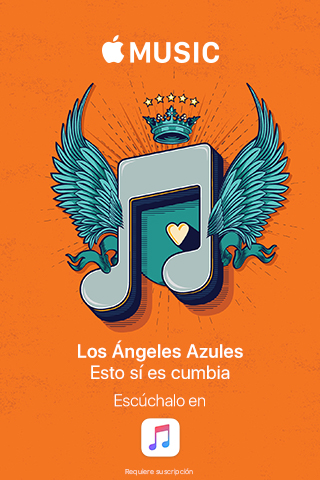 MUSIC
Los Ángeles Azules
Esto sí es cumbia
Escúchalo en
Requiere suscripción